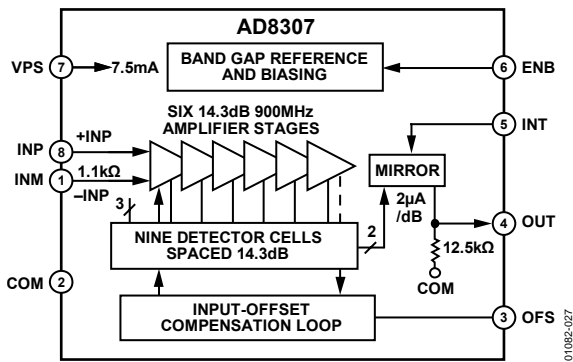 AD8307
VPS 7 7.5mA
BAND GAP REFERENCE
AND BIASING
6 ENB
SIX 14.3dB 900MHz
AMPLIFIER STAGES
5 INT
INP 8 +INP
INM 1 1.1kΩ
–INP
MIRROR
3
2µA
/dB
2
4 OUT
NINE DETECTOR CELLS
SPACED 14.3dB
12.5kΩ
COM
COM 2
INPUT-OFFSET
COMPENSATION LOOP
3 OFS
01082-027